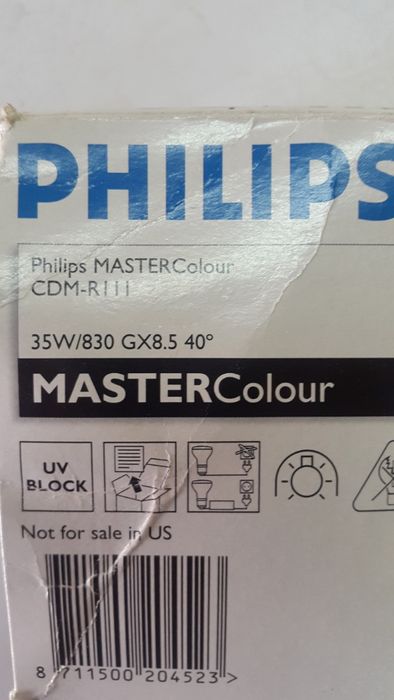 PHILIPS
Philips MASTERColour
CDM-R111
35W/830 GX8.5 40°
MASTERColour
UV
BLOCK
Not for sale in US
8 711500 204523 >